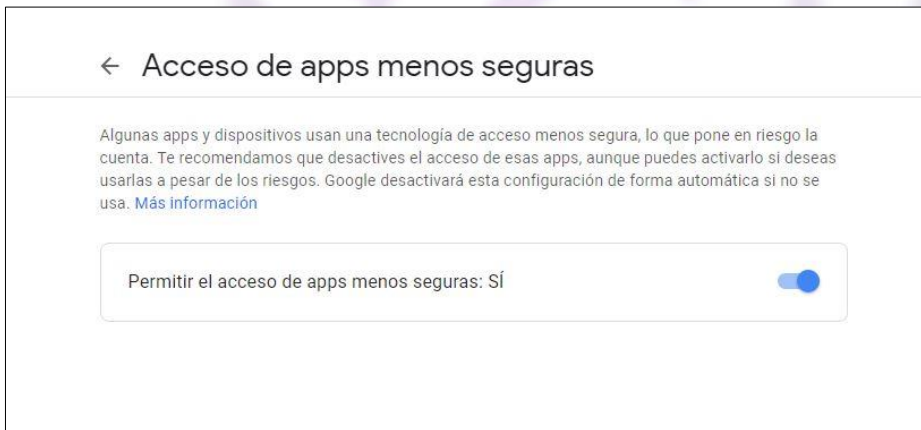 ← Acceso de apps menos seguras
Algunas apps y dispositivos usan una tecnología de acceso menos segura, lo que pone en riesgo la
cuenta. Te recomendamos que desactives el acceso de esas apps, aunque puedes activarlo si deseas
usarlas a pesar de los riesgos. Google desactivará esta configuración de forma automática si no se
usa. Más información
Permitir el acceso de apps menos seguras: SÍ